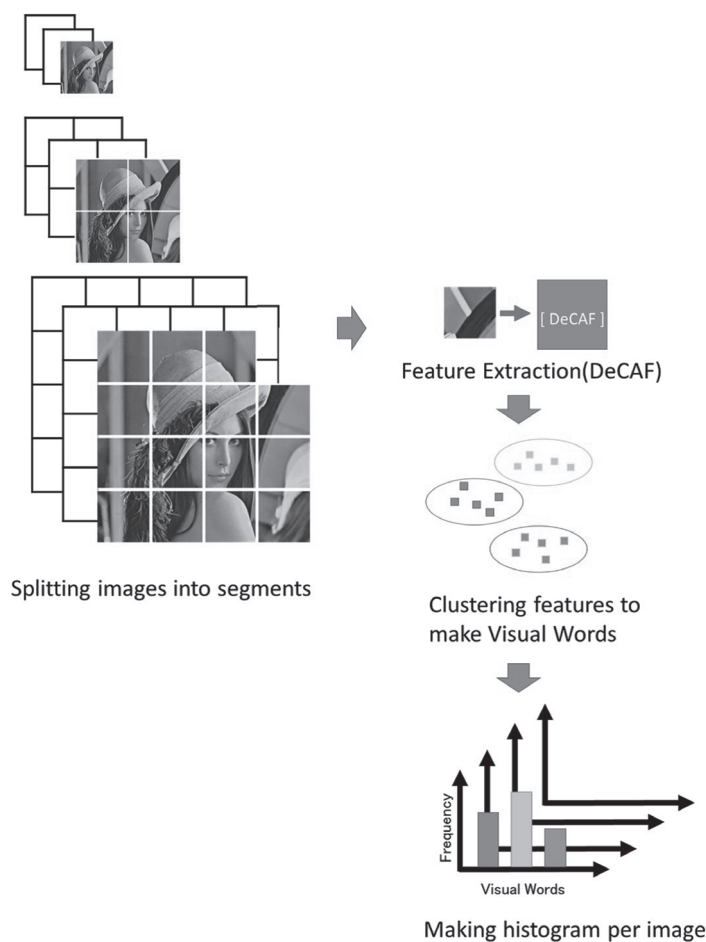 [ DeCAF ]
Feature Extraction(DeCAF)
Splitting images into segments
Clustering features to
make Visual Words
Frequency
Visual Words
Making histogram per image